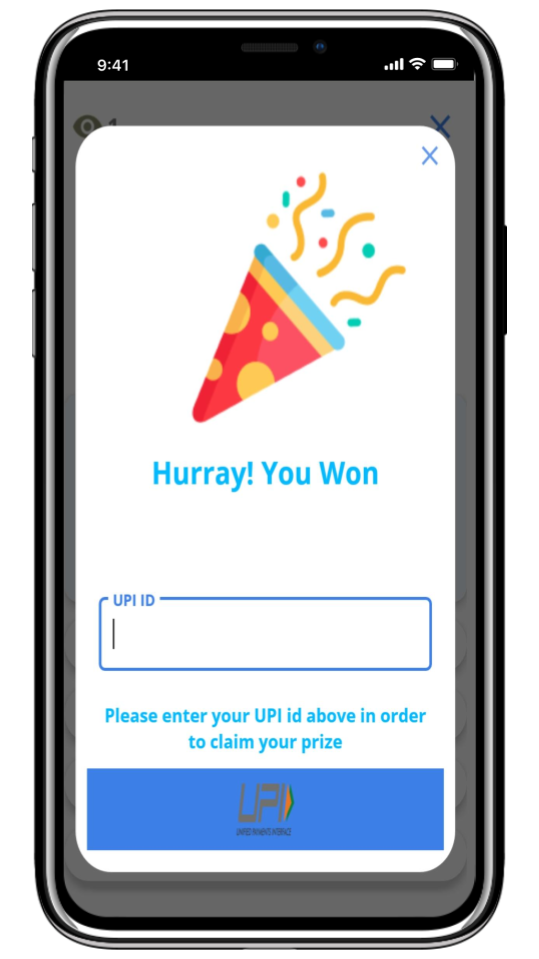 9:41
1
Hurray! You Won
UPI ID
Please enter your UPI id above in order
to claim your prize
UPI
UNIFIED PAYMENTS INTERFACE